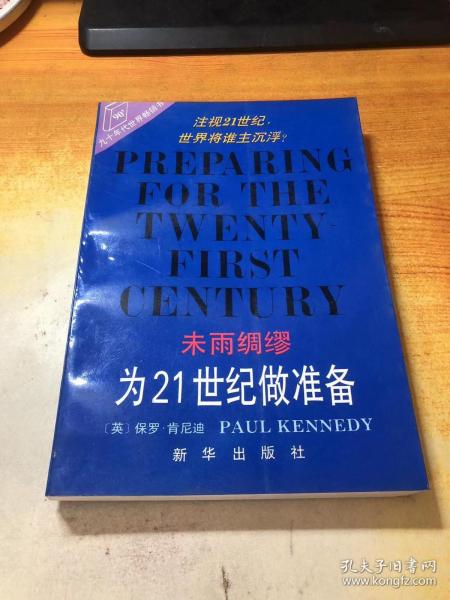 90'
九十年代世界畅销书
注视21世纪，
世界将谁主沉浮？
PREPARING
FOR THE
TWENTY-
FIRST
CENTURY
未雨绸缪
为21世纪做准备
〔英〕保罗·肯尼迪 PAUL KENNEDY
新华出版社
孔夫子旧书网
www.kongfz.com